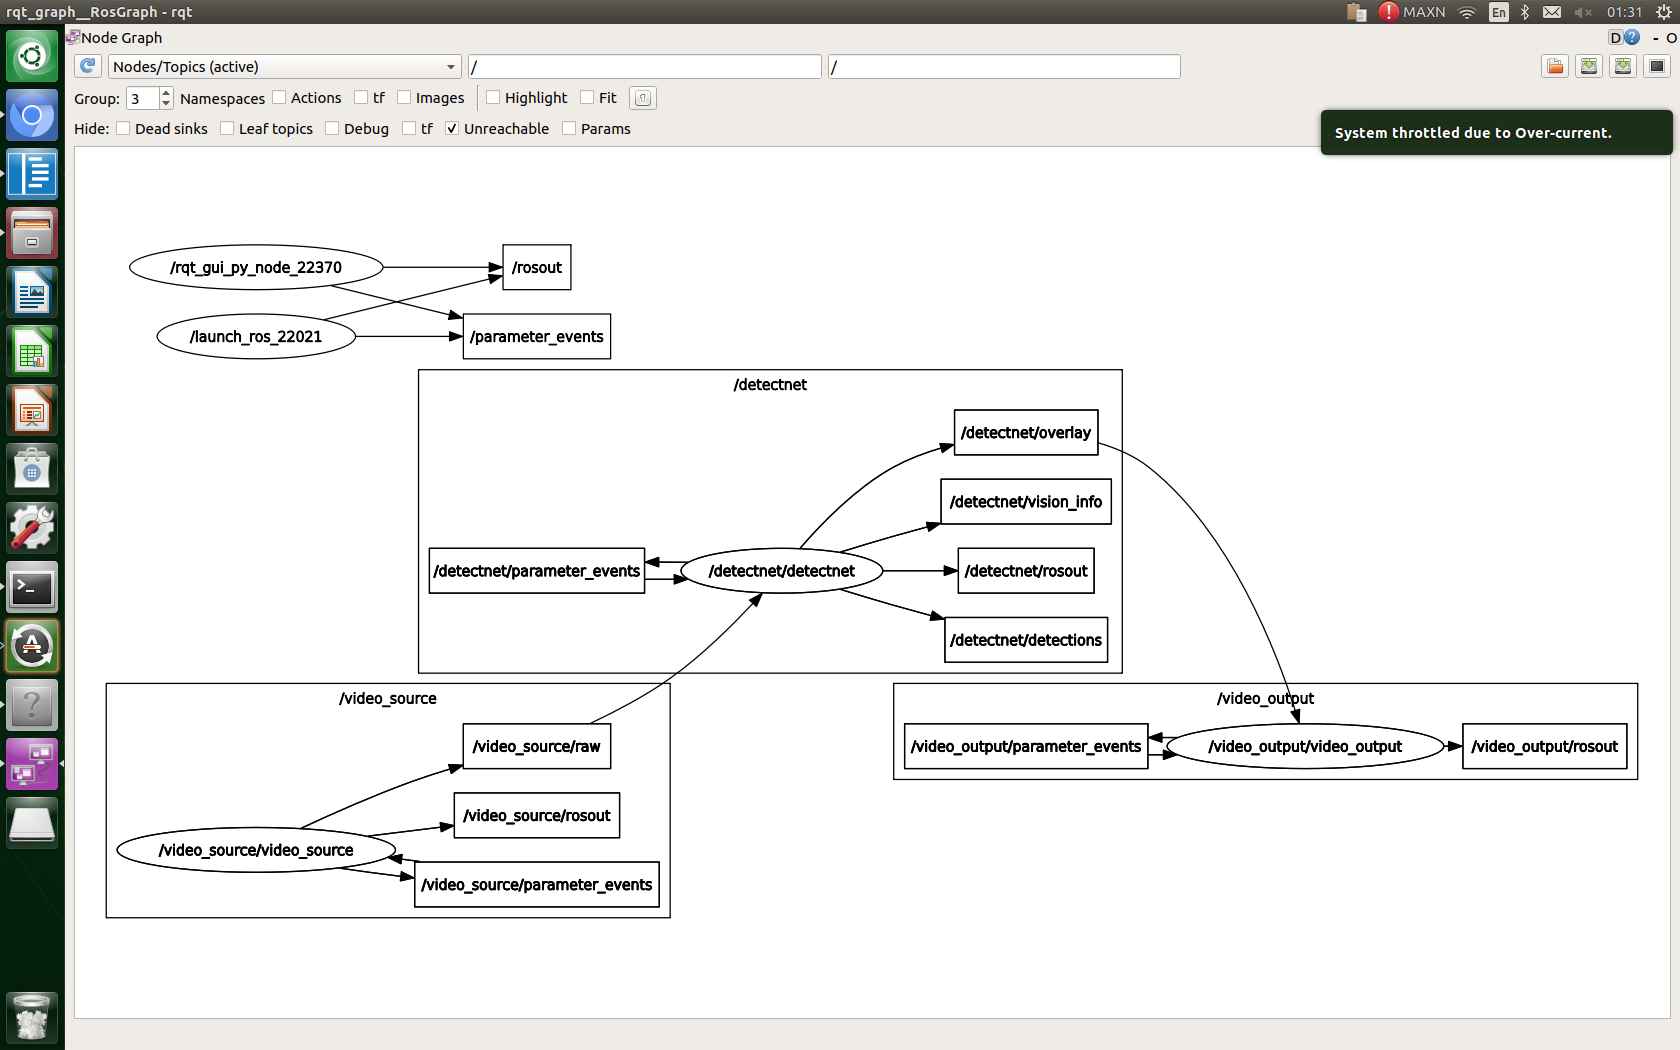 rqt_graph__RosGraph - rqt
MAXN En 01:31
Node Graph
D ? - O
Nodes/Topics (active) / /
Group: 3 Namespaces Actions tf Images Highlight Fit
Hide: Dead sinks Leaf topics Debug tf Unreachable Params
System throttled due to Over-current.
/rqt_gui_py_node_22370
/rosout
/launch_ros_22021
/parameter_events
/detectnet
/detectnet/overlay
/detectnet/vision_info
/detectnet/parameter_events
/detectnet/detectnet
/detectnet/rosout
/detectnet/detections
/video_source
/video_source/raw
/video_source/rosout
/video_source/video_source
/video_source/parameter_events
/video_output
/video_output/parameter_events
/video_output/video_output
/video_output/rosout